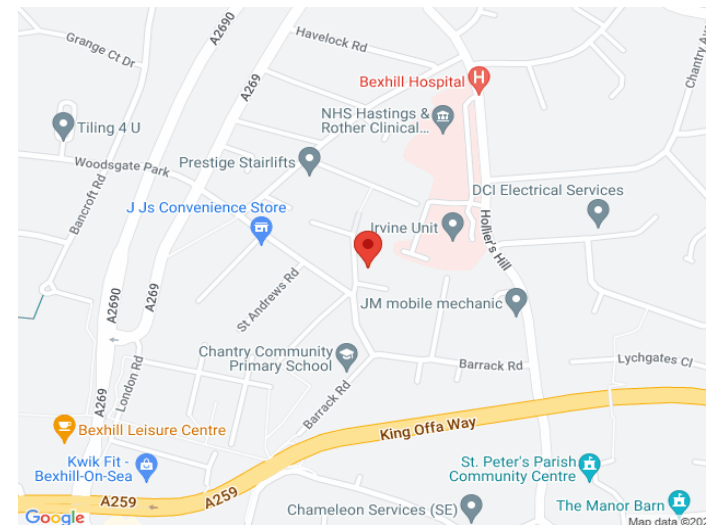 A2690
Havelock Rd
Grange Ct Dr
A269
Chantry Ave
Bexhill Hospital
H
NHS Hastings &
Rother Clinical...
Tiling 4 U
Prestige Stairlifts
Woodsgate Park
DCI Electrical Services
Bancroft Rd
J Js Convenience Store
Irvine Unit
Hollier's Hill
A2690
A269
St Andrews Rd
JM mobile mechanic
Chantry Community
Primary School
Barrack Rd
Lychgates Cl
London Rd
A269
Barrack Rd
King Offa Way
Bexhill Leisure Centre
Kwik Fit -
Bexhill-On-Sea
St. Peter's Parish
Community Centre
A259
A259
Chameleon Services (SE)
The Manor Barn
Google
Map data